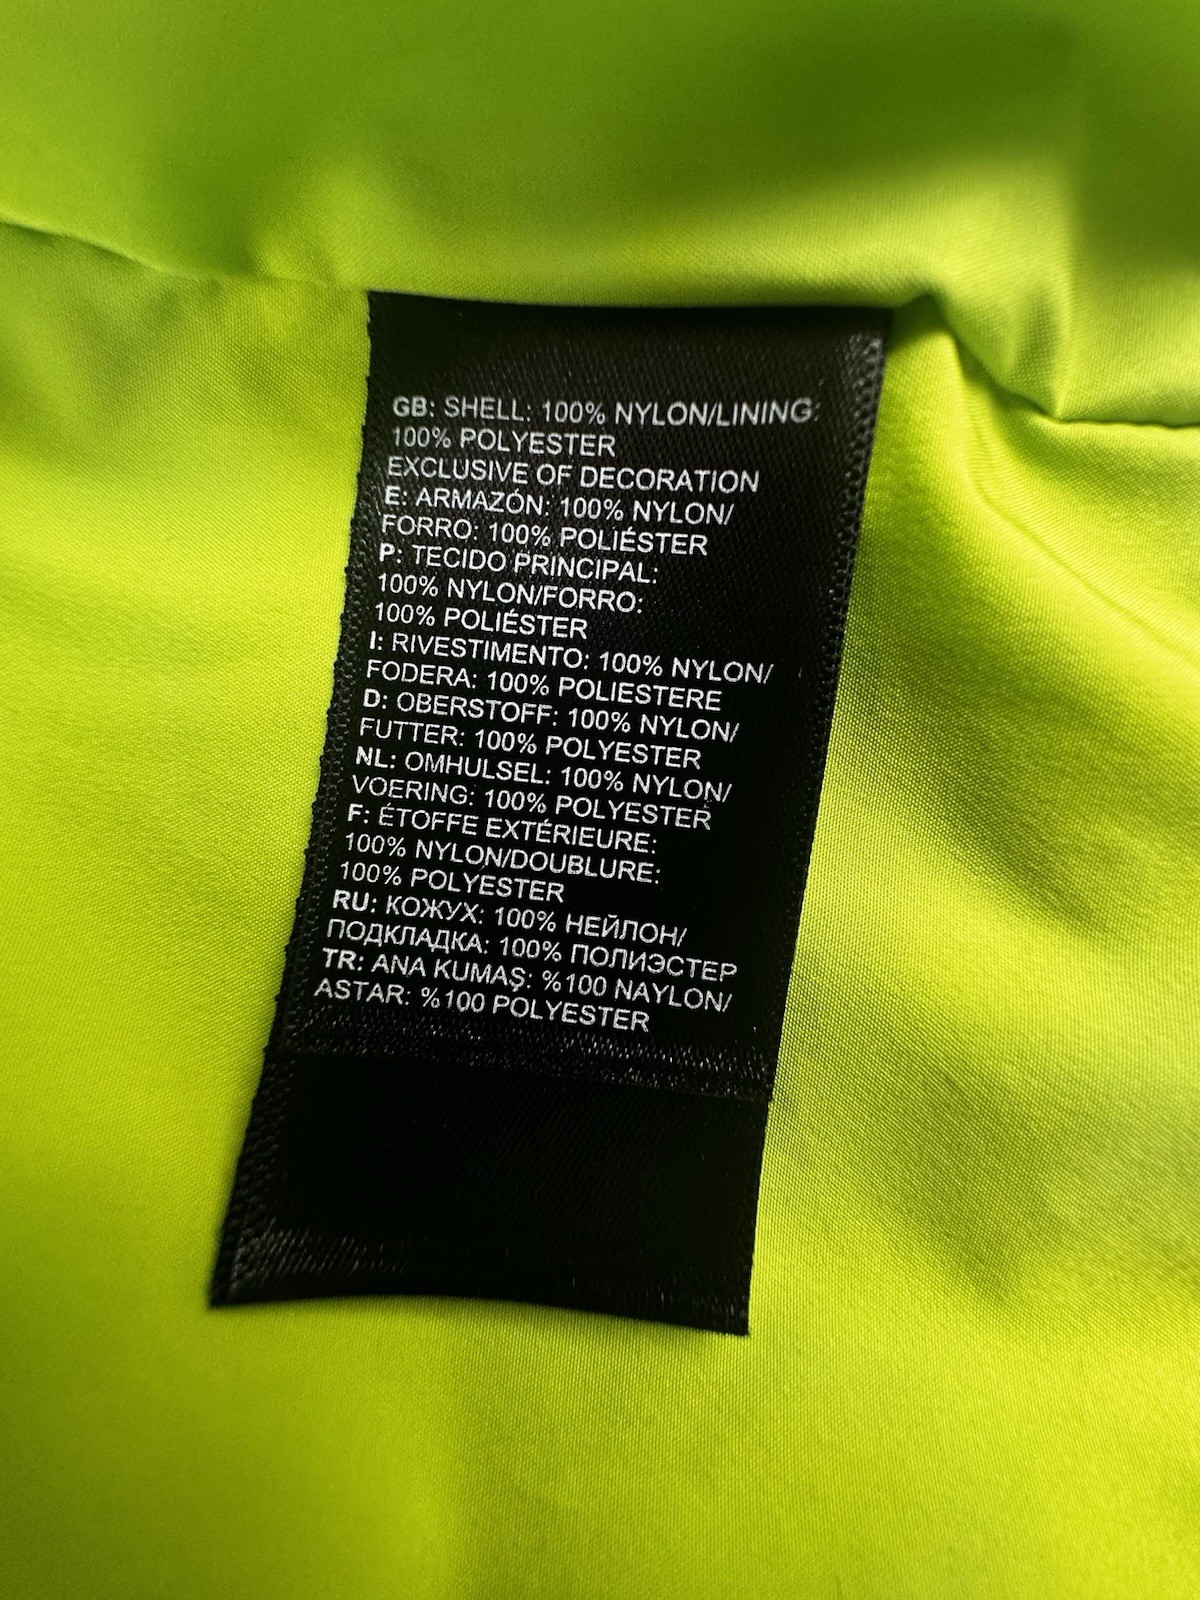 GB: SHELL: 100% NYLON/LINING:
100% POLYESTER
EXCLUSIVE OF DECORATION
E: ARMAZÓN: 100% NYLON/
FORRO: 100% POLIÉSTER
P: TECIDO PRINCIPAL:
100% NYLON/FORRO:
100% POLIÉSTER
I: RIVESTIMENTO: 100% NYLON/
FODERA: 100% POLIESTERE
D: OBERSTOFF: 100% NYLON/
FUTTER: 100% POLYESTER
NL: OMHULSEL: 100% NYLON/
VOERING: 100% POLYESTER
F: ÉTOFFE EXTÉRIEURE:
100% NYLON/DOUBLURE:
100% POLYESTER
RU: КОЖУХ: 100% НЕЙЛОН/
ПОДКЛАДКА: 100% ПОЛИЭСТЕР
TR: ANA KUMAŞ: %100 NAYLON/
ASTAR: %100 POLYESTER